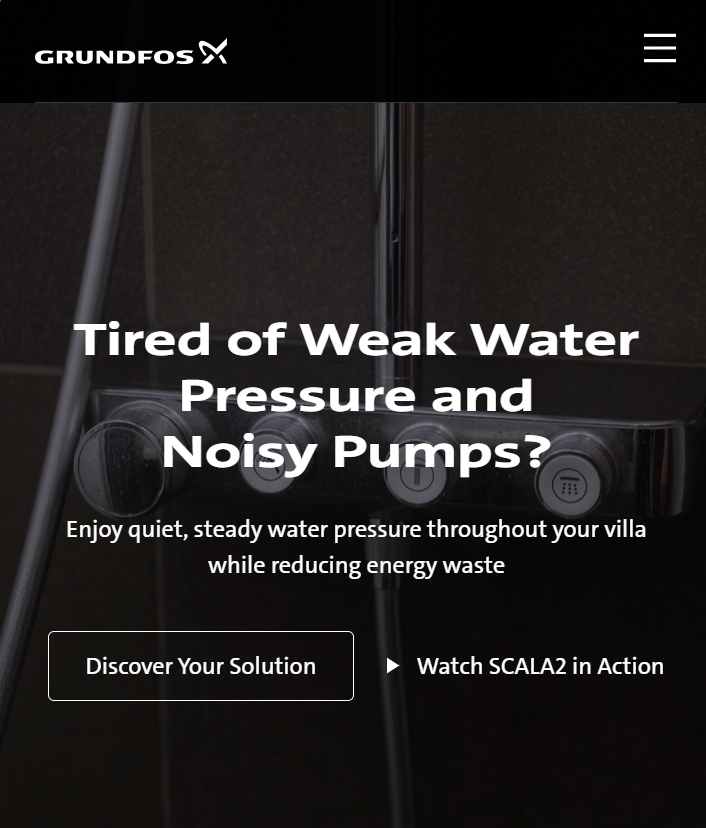 GRUNDFOS
Tired of Weak Water
Pressure and
Noisy Pumps?
Enjoy quiet, steady water pressure throughout your villa
while reducing energy waste
Discover Your Solution
Watch SCALA2 in Action